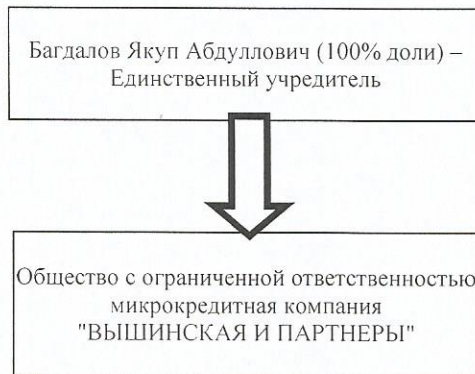 Багдалов Якуп Абдуллович (100% доли) –
Единственный учредитель
Общество с ограниченной ответственностью
микрокредитная компания
"ВЫШИНСКАЯ И ПАРТНЕРЫ"